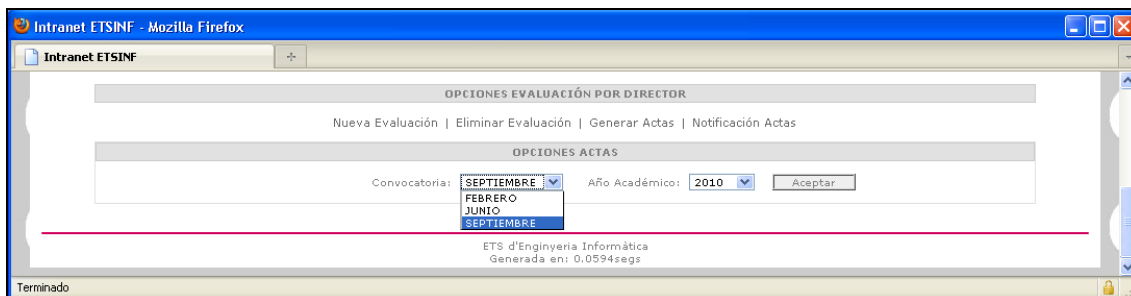 Intranet ETSINF - Mozilla Firefox
Intranet ETSINF
OPCIONES EVALUACIÓN POR DIRECTOR
Nueva Evaluación | Eliminar Evaluación | Generar Actas | Notificación Actas
OPCIONES ACTAS
Convocatoria: SEPTIEMBRE Año Académico: 2010 Aceptar
FEBRERO
JUNIO
SEPTIEMBRE
ETS d'Enginyeria Informàtica
Generada en: 0.0594segs
Terminado